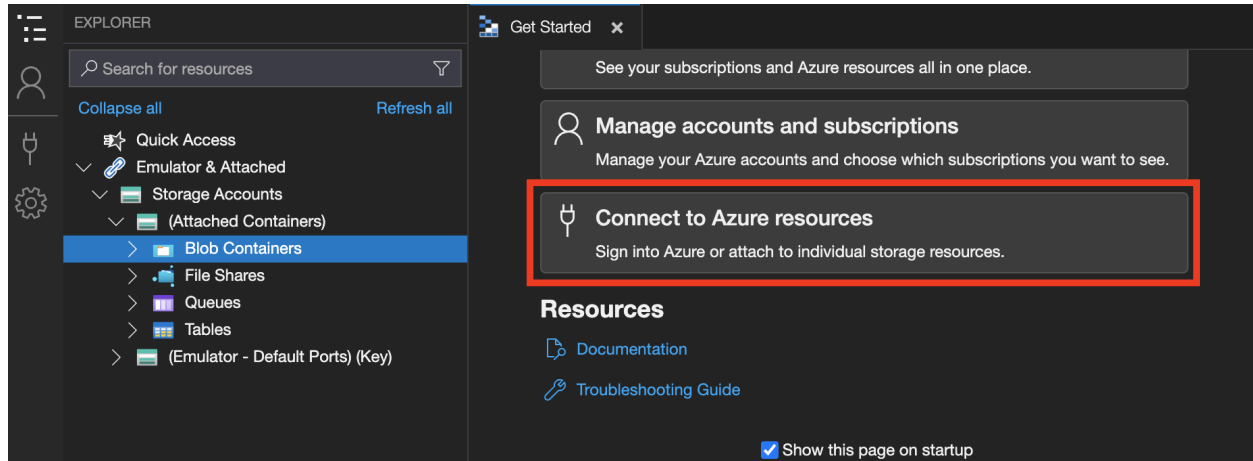 EXPLORER
Search for resources
Collapse all
Refresh all
Quick Access
Emulator & Attached
Storage Accounts
(Attached Containers)
Blob Containers
File Shares
Queues
Tables
(Emulator - Default Ports) (Key)
Get Started
See your subscriptions and Azure resources all in one place.
Manage accounts and subscriptions
Manage your Azure accounts and choose which subscriptions you want to see.
Connect to Azure resources
Sign into Azure or attach to individual storage resources.
Resources
Documentation
Troubleshooting Guide
Show this page on startup